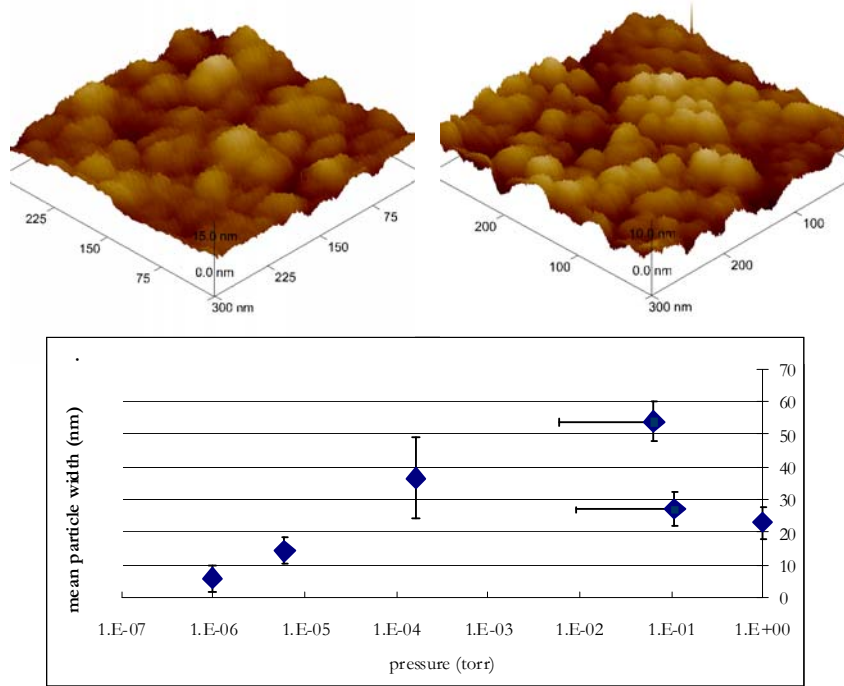 225
150
75
15.0 nm
0.0 nm
300 nm
225
150
75
200
100
10.0 nm
0.0 nm
300 nm
200
100
.
mean particle width (nm)
70
60
50
40
30
20
10
0
1.E-07 1.E-06 1.E-05 1.E-04 1.E-03 1.E-02 1.E-01 1.E+00
pressure (torr)